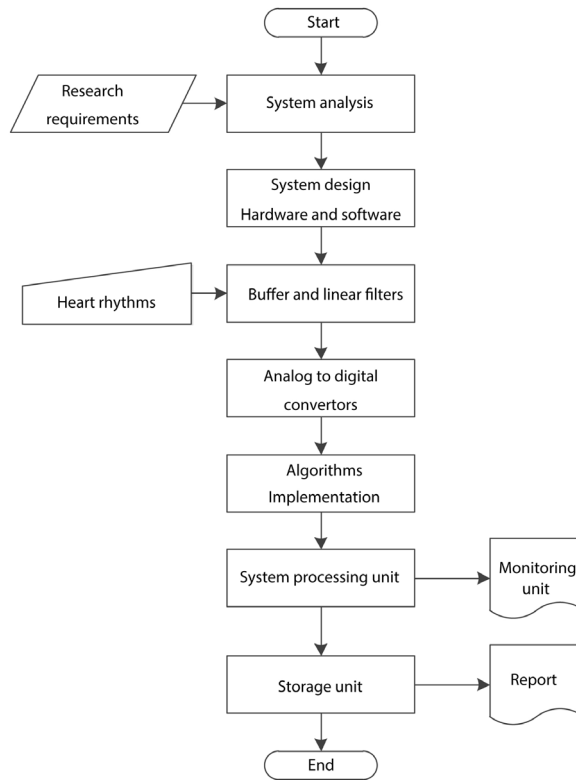 Start
Research
requirements
System analysis
System design
Hardware and software
Heart rhythms
Buffer and linear filters
Analog to digital
convertors
Algorithms
Implementation
System processing unit
Monitoring
unit
Storage unit
Report
End